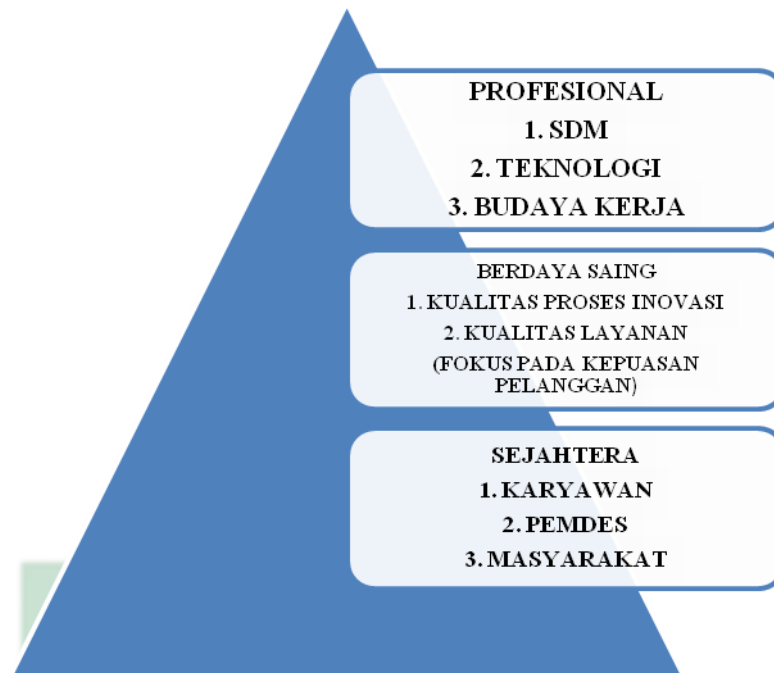 PROFESIONAL
1. SDM
2. TEKNOLOGI
3. BUDAYA KERJA
BERDAYA SAING
1. KUALITAS PROSES INOVASI
2. KUALITAS LAYANAN
(FOKUS PADA KEPUASAN
PELANGGAN)
SEJAHTERA
1. KARYAWAN
2. PEMDES
3. MASYARAKAT